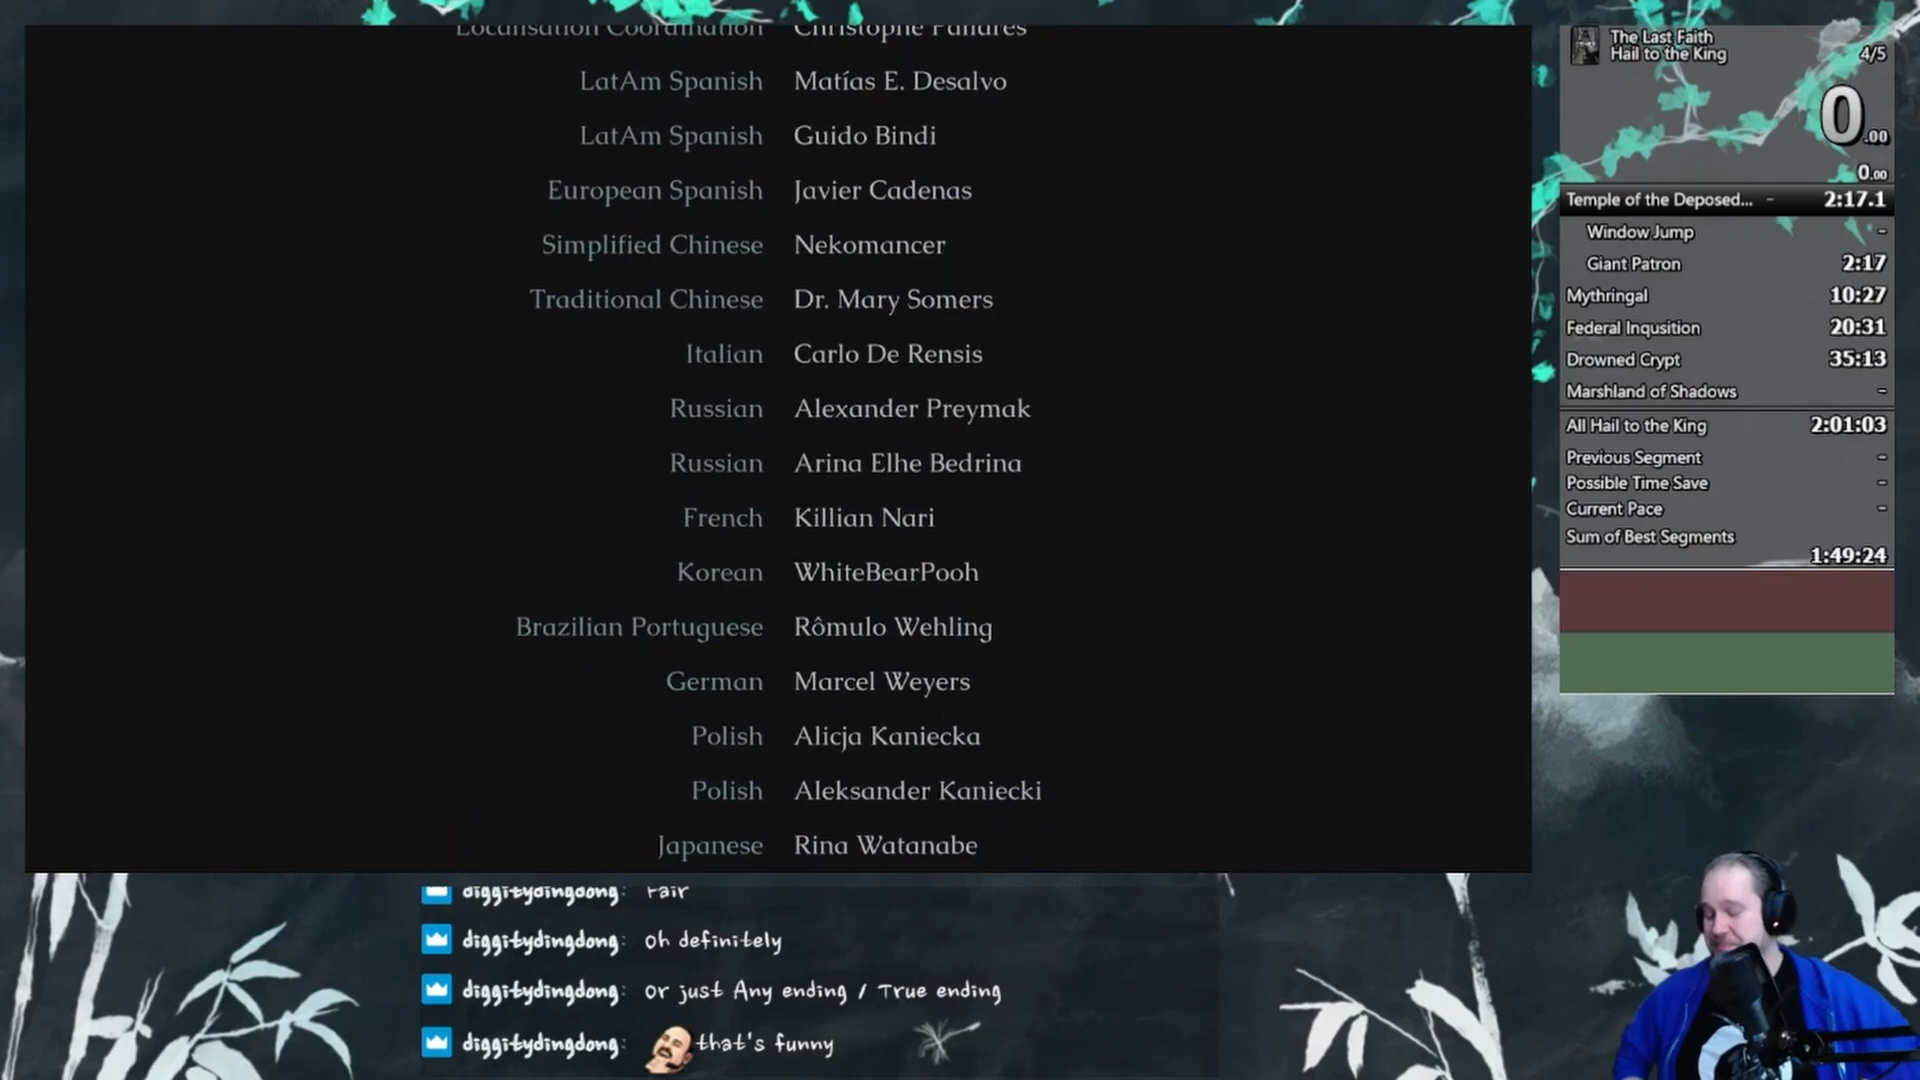 Localisation Coordination Christophe Pallarès
LatAm Spanish Matías E. Desalvo
LatAm Spanish Guido Bindi
European Spanish Javier Cadenas
Simplified Chinese Nekomancer
Traditional Chinese Dr. Mary Somers
Italian Carlo De Rensis
Russian Alexander Preymak
Russian Arina Elhe Bedrina
French Killian Nari
Korean WhiteBearPooh
Brazilian Portuguese Rômulo Wehling
German Marcel Weyers
Polish Alicja Kaniecka
Polish Aleksander Kaniecki
Japanese Rina Watanabe
The Last Faith
Hail to the King 4/5
0.00
0.00
Temple of the Deposed... - 2:17.1
Window Jump -
Giant Patron 2:17
Mythringal 10:27
Federal Inqusition 20:31
Drowned Crypt 35:13
Marshland of Shadows -
All Hail to the King 2:01:03
Previous Segment -
Possible Time Save -
Current Pace -
Sum of Best Segments
1:49:24
diggitydingdong: Fair
diggitydingdong: Oh definitely
diggitydingdong: Or just Any ending / True ending
diggitydingdong: that's funny